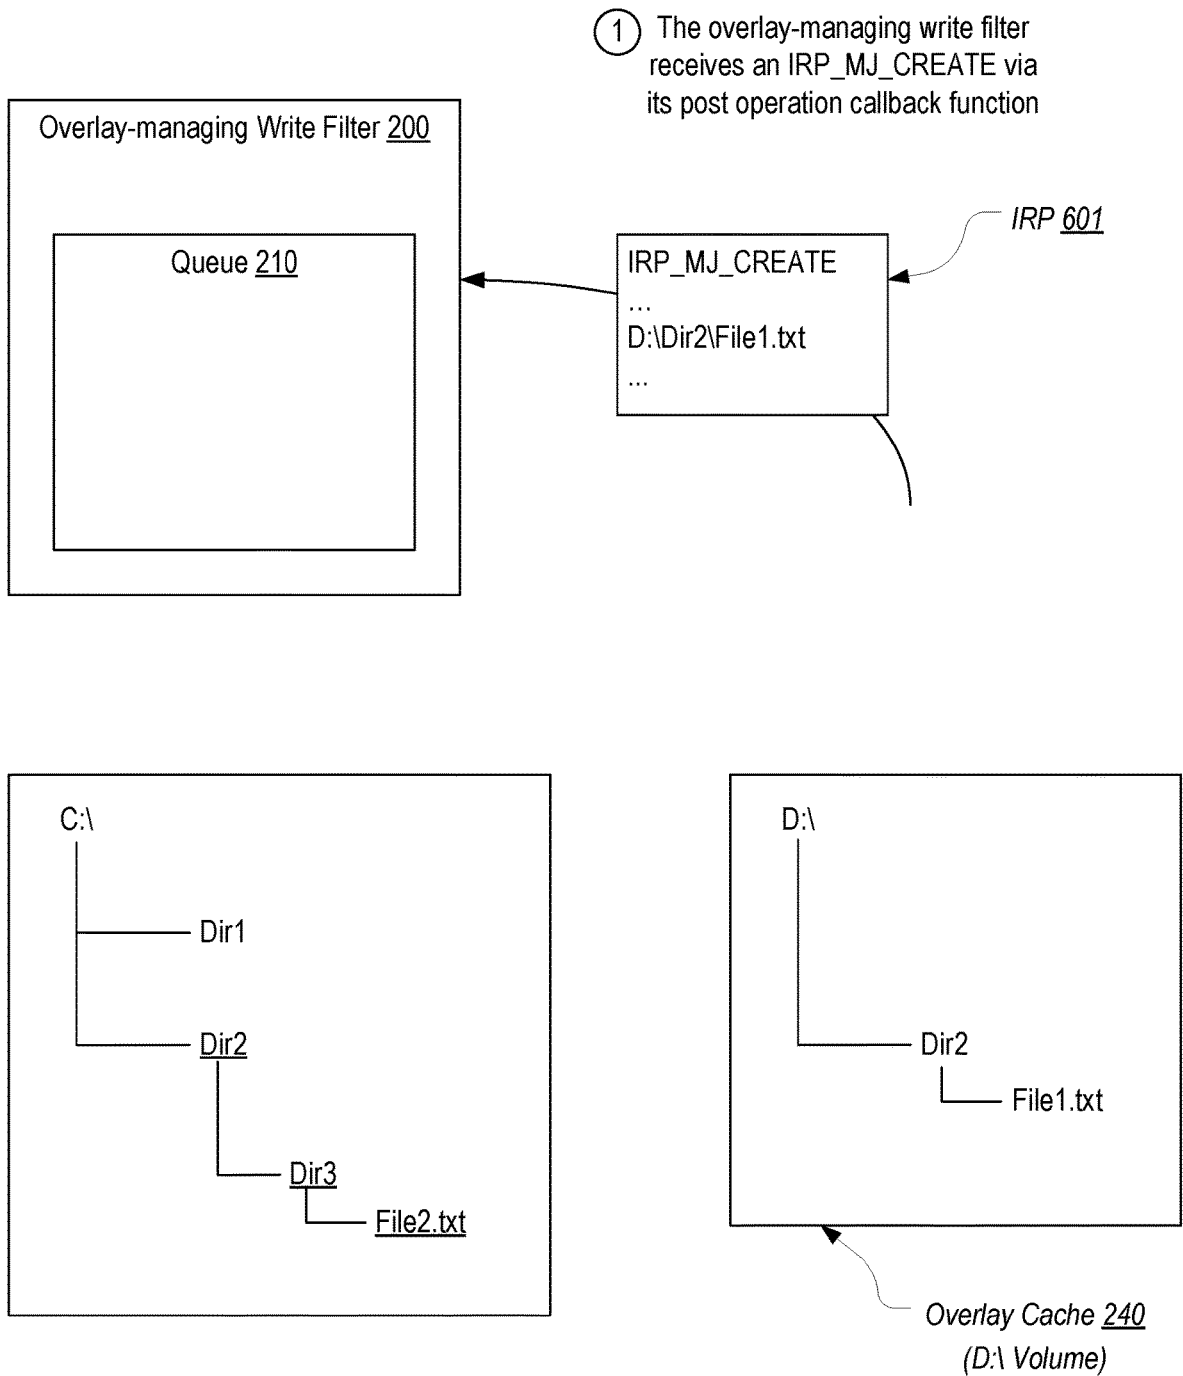 1 The overlay-managing write filter
receives an IRP_MJ_CREATE via
its post operation callback function
Overlay-managing Write Filter 200
Queue 210
IRP 601
IRP_MJ_CREATE
...
D:\Dir2\File1.txt
...
C:\
Dir1
Dir2
Dir3
File2.txt
D:\
Dir2
File1.txt
Overlay Cache 240
(D:\ Volume)